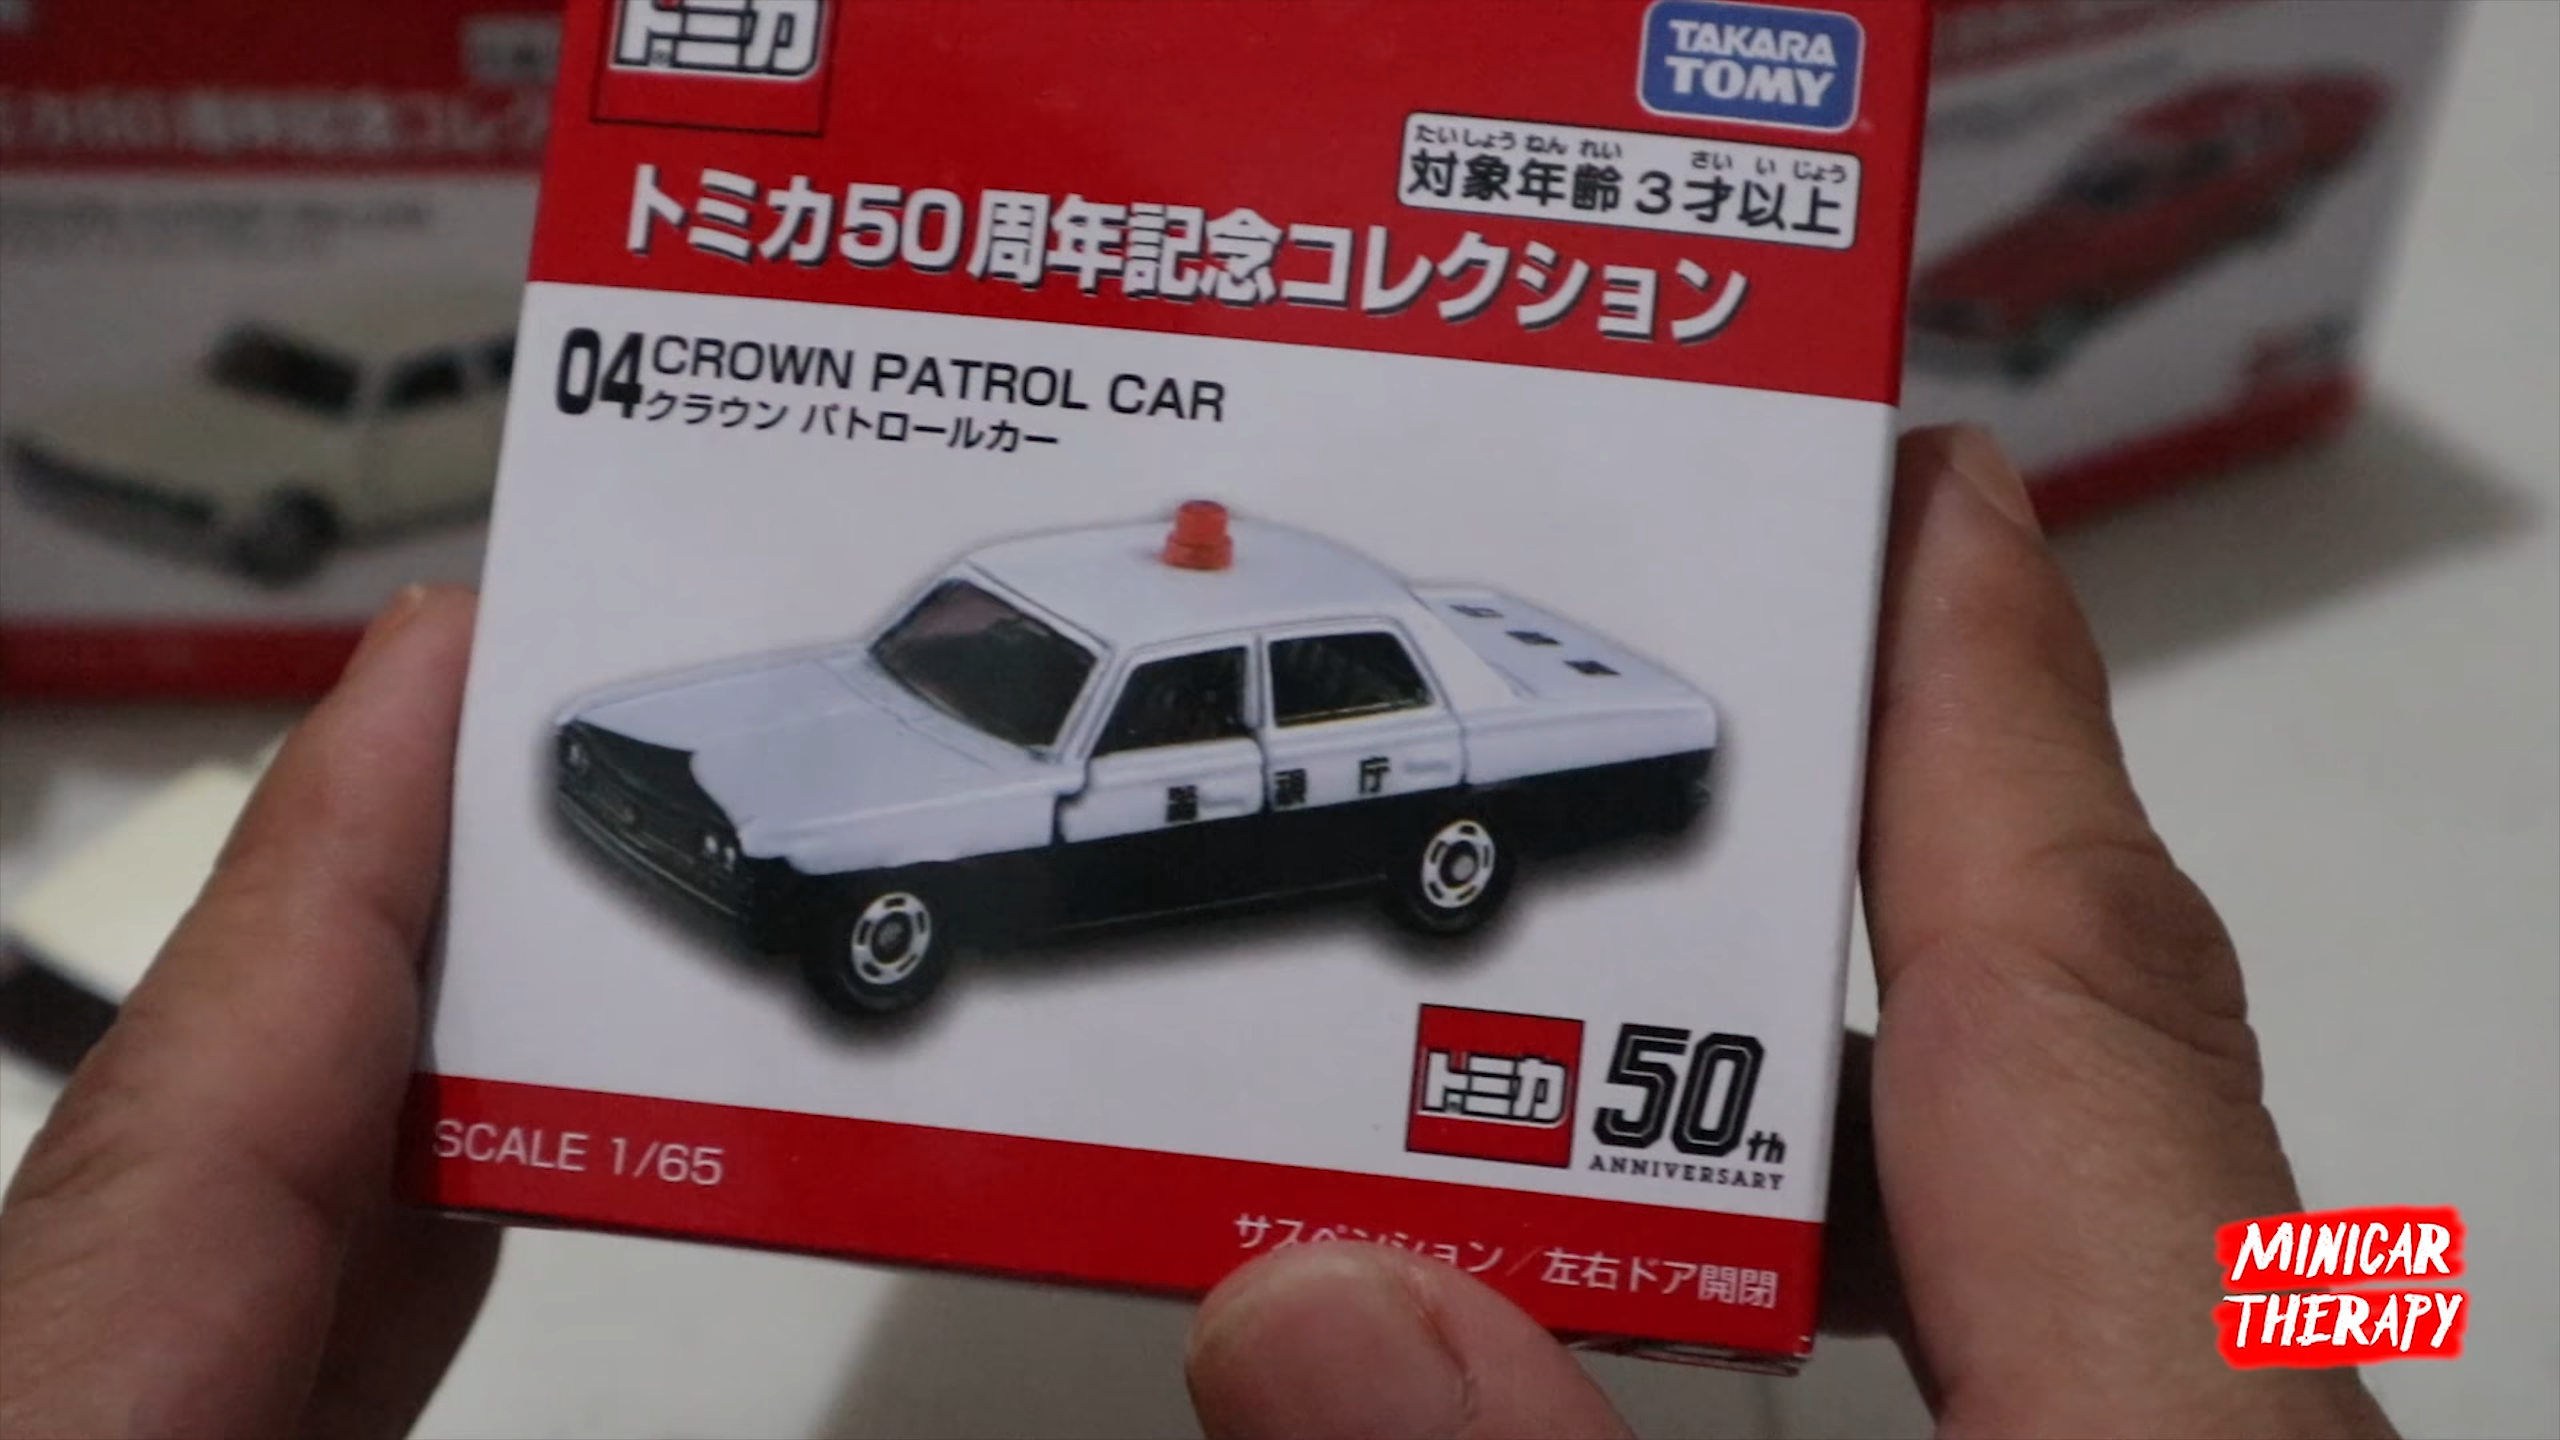 トミカ
TAKARA
TOMY
たいしょう ねん れい さい い じょう
対象年齢3才以上
トミカ50周年記念コレクション
04 CROWN PATROL CAR
クラウン パトロールカー
警視庁
トミカ
50th
ANNIVERSARY
SCALE 1/65
サスペンション/左右ドア開閉
MINICAR
THERAPY